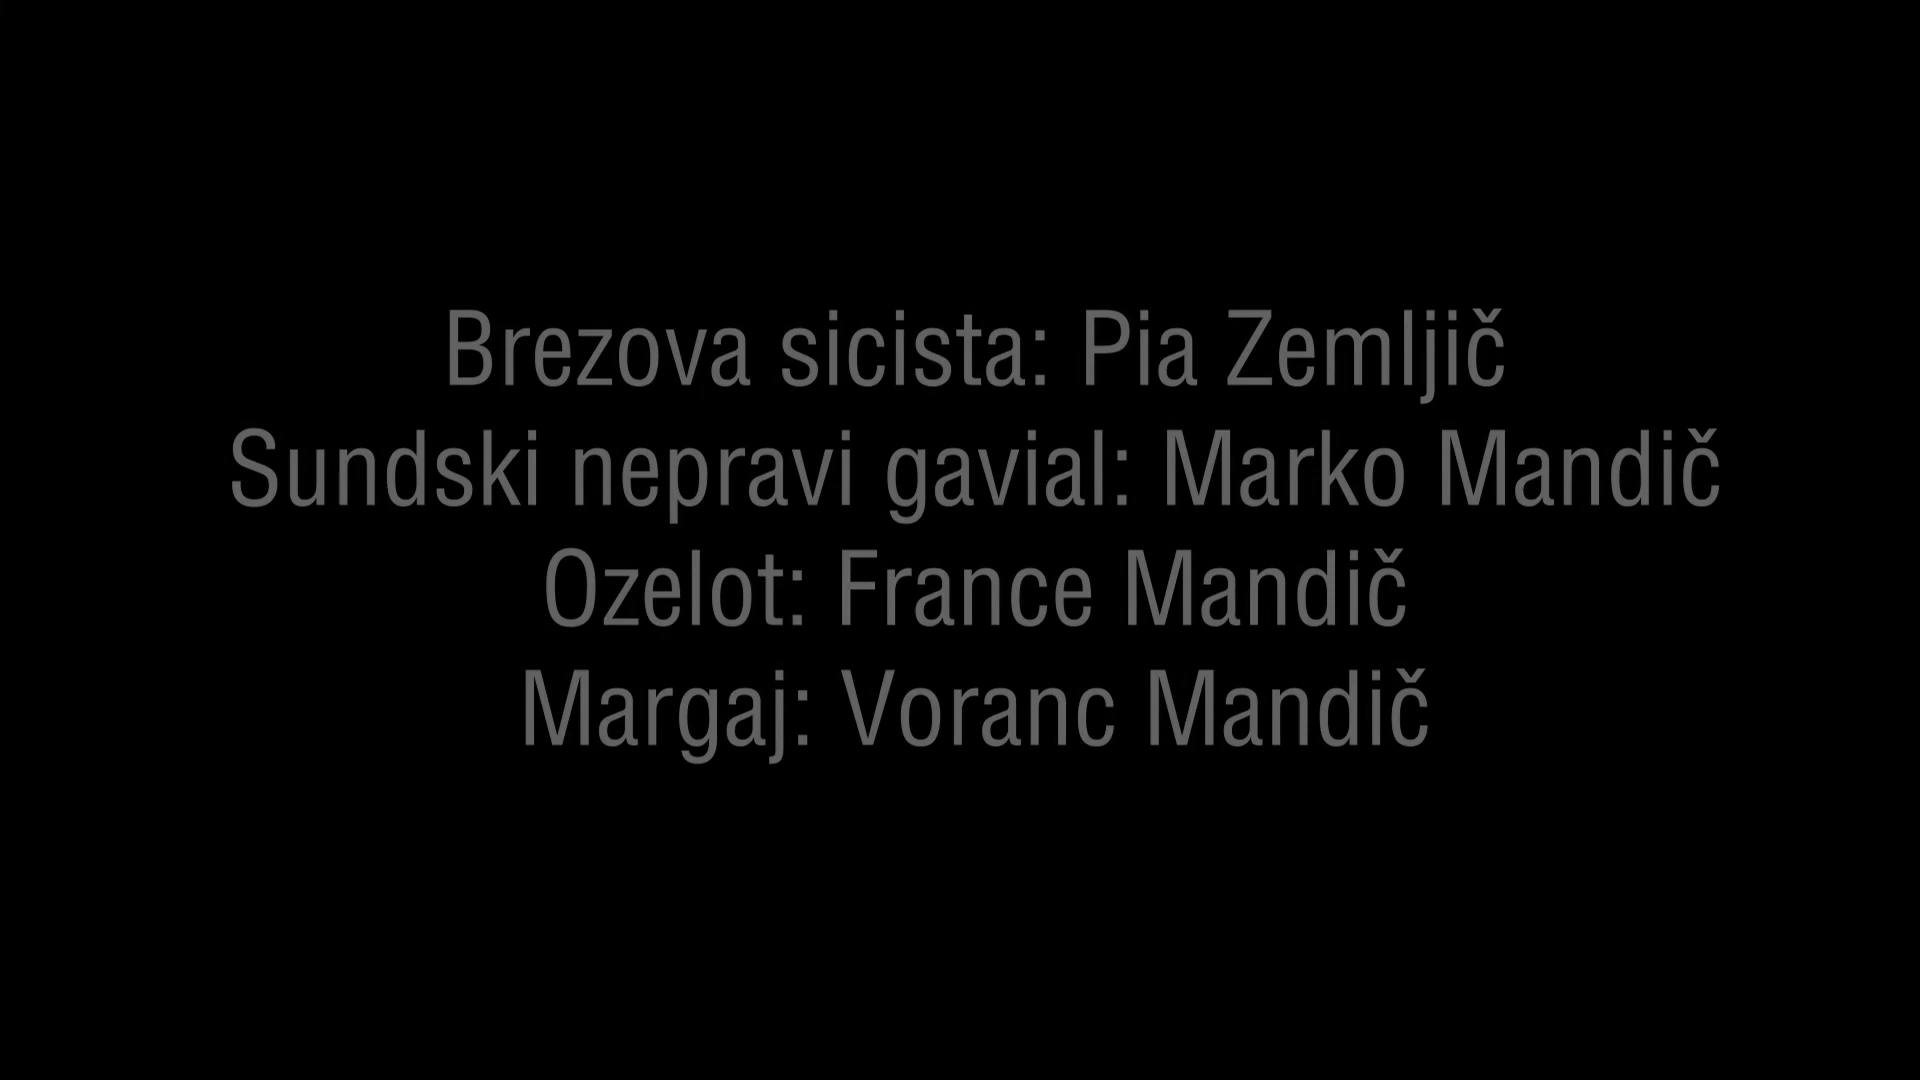 Brezova sicista: Pia Zemljič
Sundski nepravi gavial: Marko Mandič
Ozelot: France Mandič
Margaj: Voranc Mandič